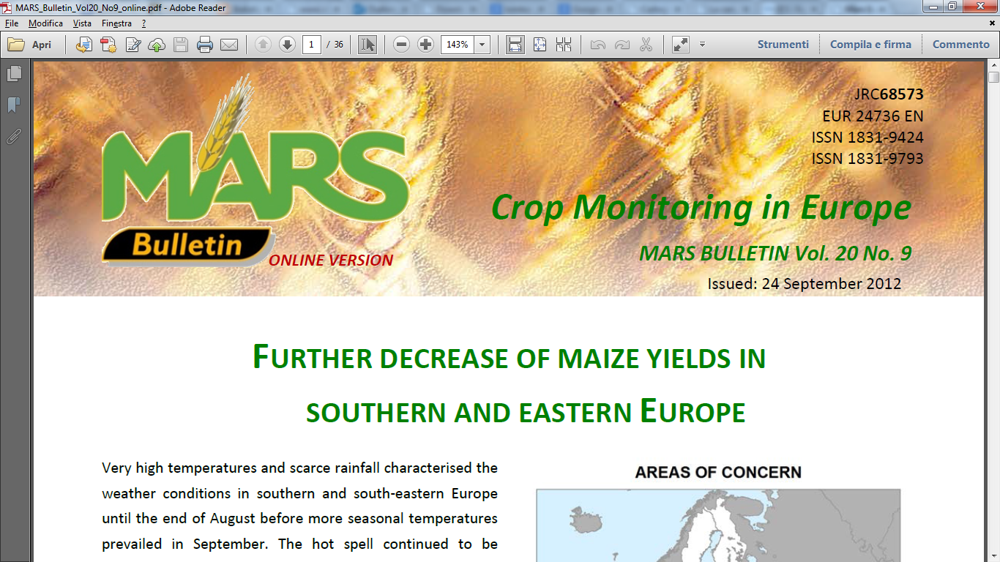 MARS_Bulletin_Vol20_No9_online.pdf - Adobe Reader
File Modifica Vista Finestra ?
Apri 1 / 36 143% Strumenti Compila e firma Commento
JRC68573
EUR 24736 EN
ISSN 1831-9424
ISSN 1831-9793
MARS
Bulletin
ONLINE VERSION
Crop Monitoring in Europe
MARS BULLETIN Vol. 20 No. 9
Issued: 24 September 2012
FURTHER DECREASE OF MAIZE YIELDS IN
SOUTHERN AND EASTERN EUROPE
Very high temperatures and scarce rainfall characterised the
weather conditions in southern and south-eastern Europe
until the end of August before more seasonal temperatures
prevailed in September. The hot spell continued to be
AREAS OF CONCERN